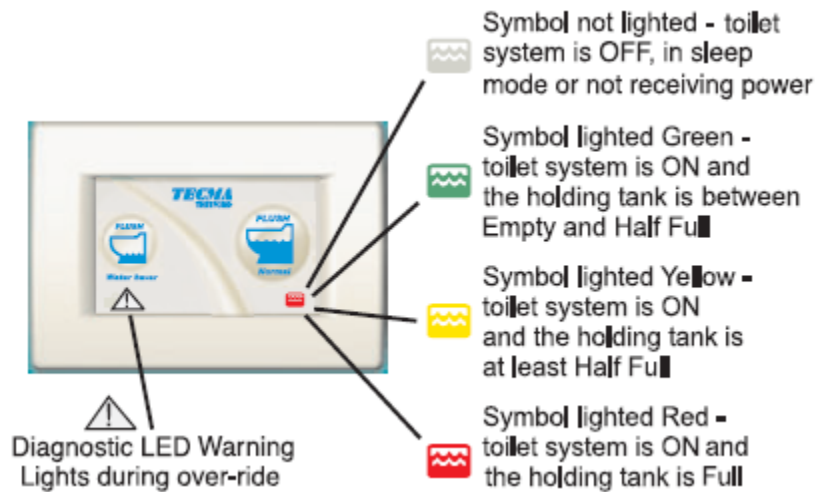 Symbol not lighted - toilet
system is OFF, in sleep
mode or not receiving power
Symbol lighted Green -
toilet system is ON and
the holding tank is between
Empty and Half Full
Symbol lighted Yellow -
toilet system is ON
and the holding tank is
at least Half Full
Symbol lighted Red -
toilet system is ON and
the holding tank is Full
TECMA
FLUSH
Water Saver
FLUSH
Normal
Diagnostic LED Warning
Lights during over-ride